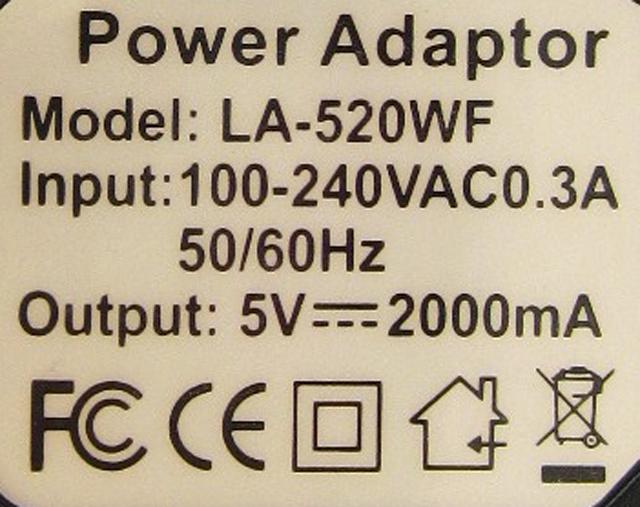 Power Adaptor
Model: LA-520WF
Input:100-240VAC0.3A
50/60Hz
Output: 5V⎓2000mA
FC CE